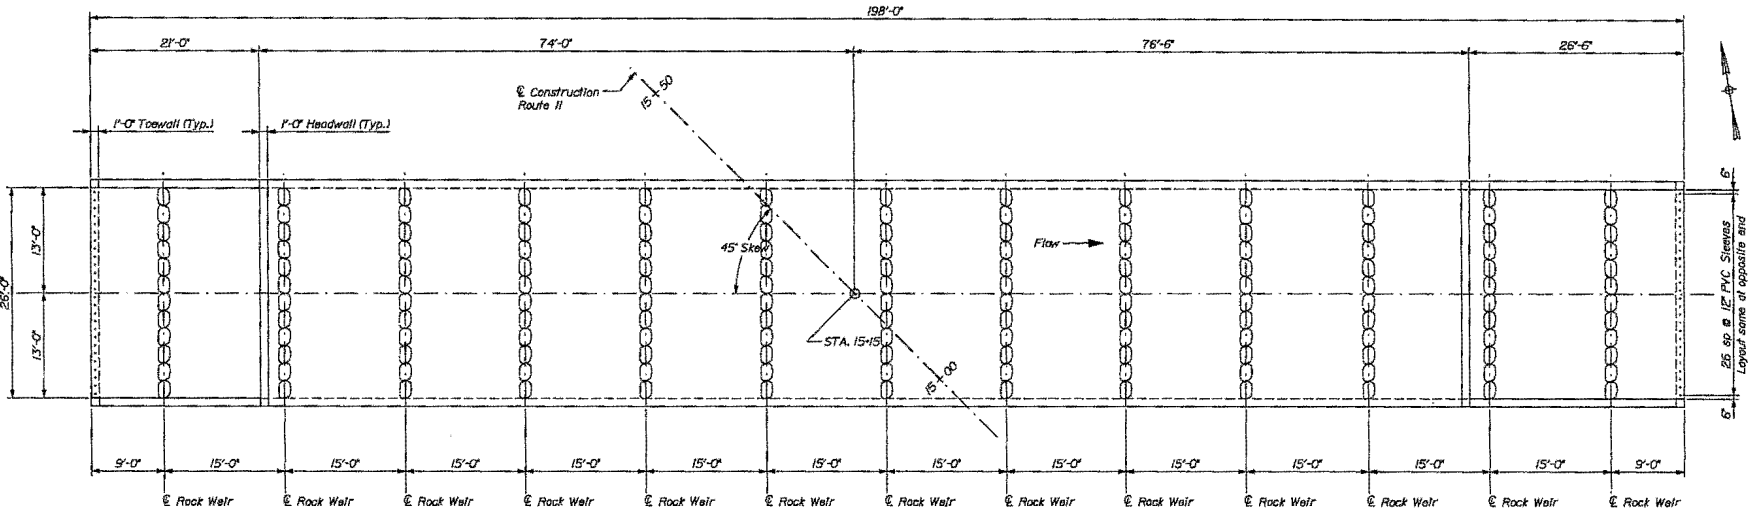 198'-0"
21'-0"
74'-0"
76'-6"
26'-6"
℄ Construction
Route 11
15+50
1'-0" Toewall (Typ.)
1'-0" Headwall (Typ.)
6"
13'-0"
26'-0"
45° Skew
Flow
26 sp @ 12" PVC Sleeves
Layout same at opposite end
13'-0"
STA. 15+15
15+00
6"
9'-0"
15'-0"
15'-0"
15'-0"
15'-0"
15'-0"
15'-0"
15'-0"
15'-0"
15'-0"
15'-0"
15'-0"
15'-0"
9'-0"
℄ Rock Weir
℄ Rock Weir
℄ Rock Weir
℄ Rock Weir
℄ Rock Weir
℄ Rock Weir
℄ Rock Weir
℄ Rock Weir
℄ Rock Weir
℄ Rock Weir
℄ Rock Weir
℄ Rock Weir
℄ Rock Weir